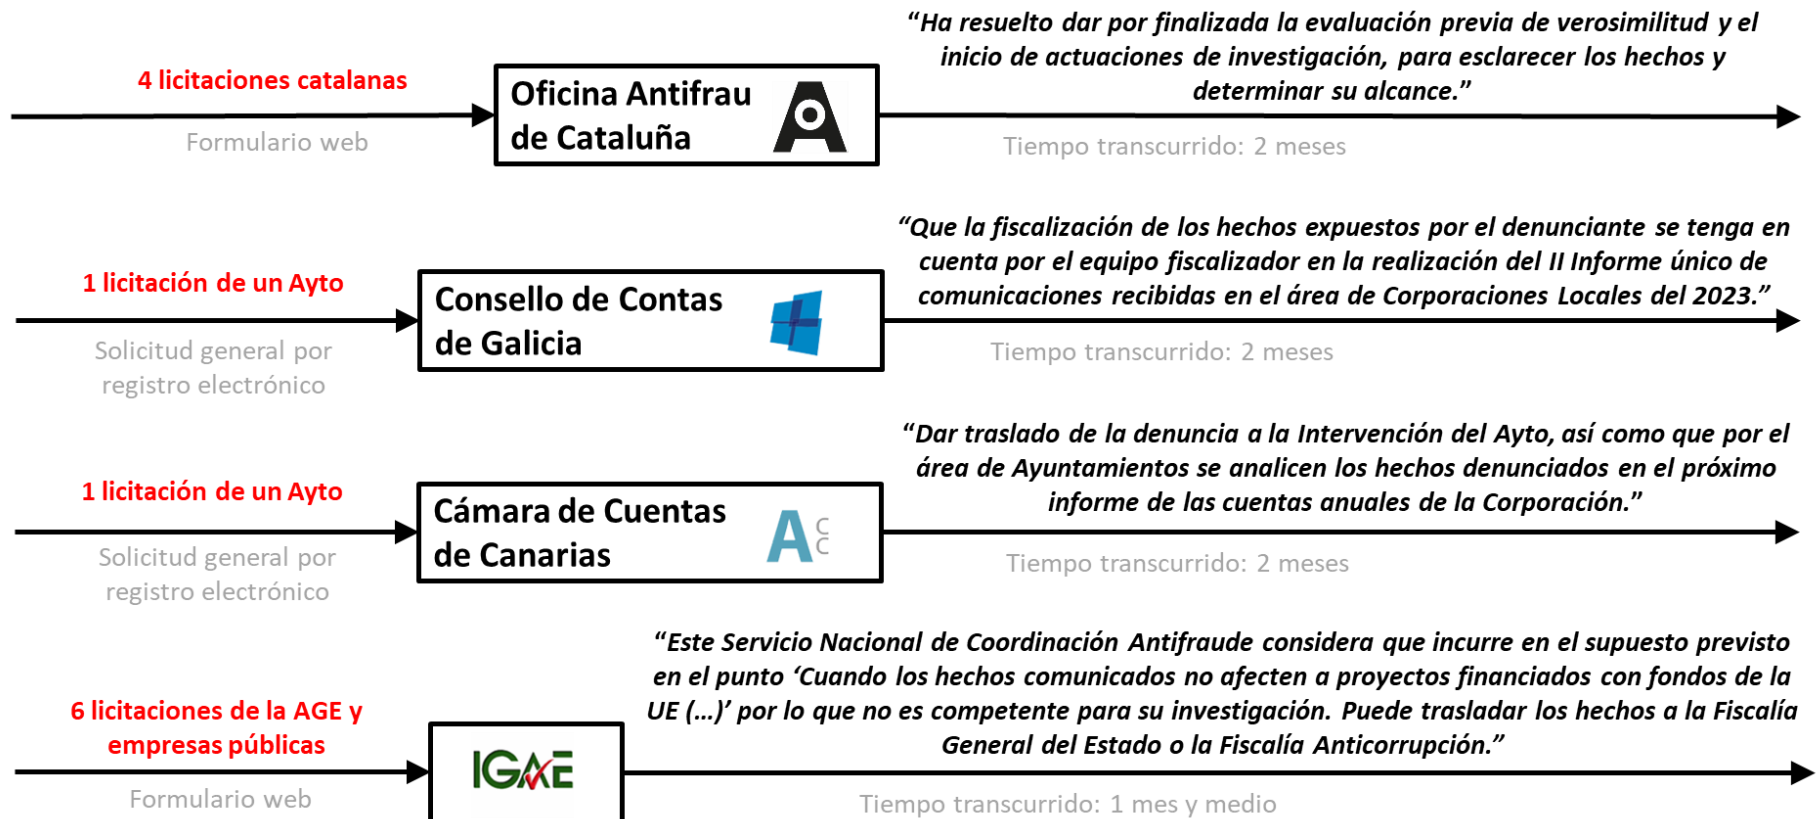 “Ha resuelto dar por finalizada la evaluación previa de verosimilitud y el
inicio de actuaciones de investigación, para esclarecer los hechos y
determinar su alcance.”
4 licitaciones catalanas
Formulario web
Oficina Antifrau
de Cataluña
Tiempo transcurrido: 2 meses
“Que la fiscalización de los hechos expuestos por el denunciante se tenga en
cuenta por el equipo fiscalizador en la realización del II Informe único de
comunicaciones recibidas en el área de Corporaciones Locales del 2023.”
1 licitación de un Ayto
Solicitud general por
registro electrónico
Consello de Contas
de Galicia
Tiempo transcurrido: 2 meses
“Dar traslado de la denuncia a la Intervención del Ayto, así como que por el
área de Ayuntamientos se analicen los hechos denunciados en el próximo
informe de las cuentas anuales de la Corporación.”
1 licitación de un Ayto
Solicitud general por
registro electrónico
Cámara de Cuentas
de Canarias
A C C
Tiempo transcurrido: 2 meses
“Este Servicio Nacional de Coordinación Antifraude considera que incurre en el supuesto previsto
en el punto ‘Cuando los hechos comunicados no afecten a proyectos financiados con fondos de la
UE (…)’ por lo que no es competente para su investigación. Puede trasladar los hechos a la Fiscalía
General del Estado o la Fiscalía Anticorrupción.”
6 licitaciones de la AGE y
empresas públicas
Formulario web
IGAE
Tiempo transcurrido: 1 mes y medio